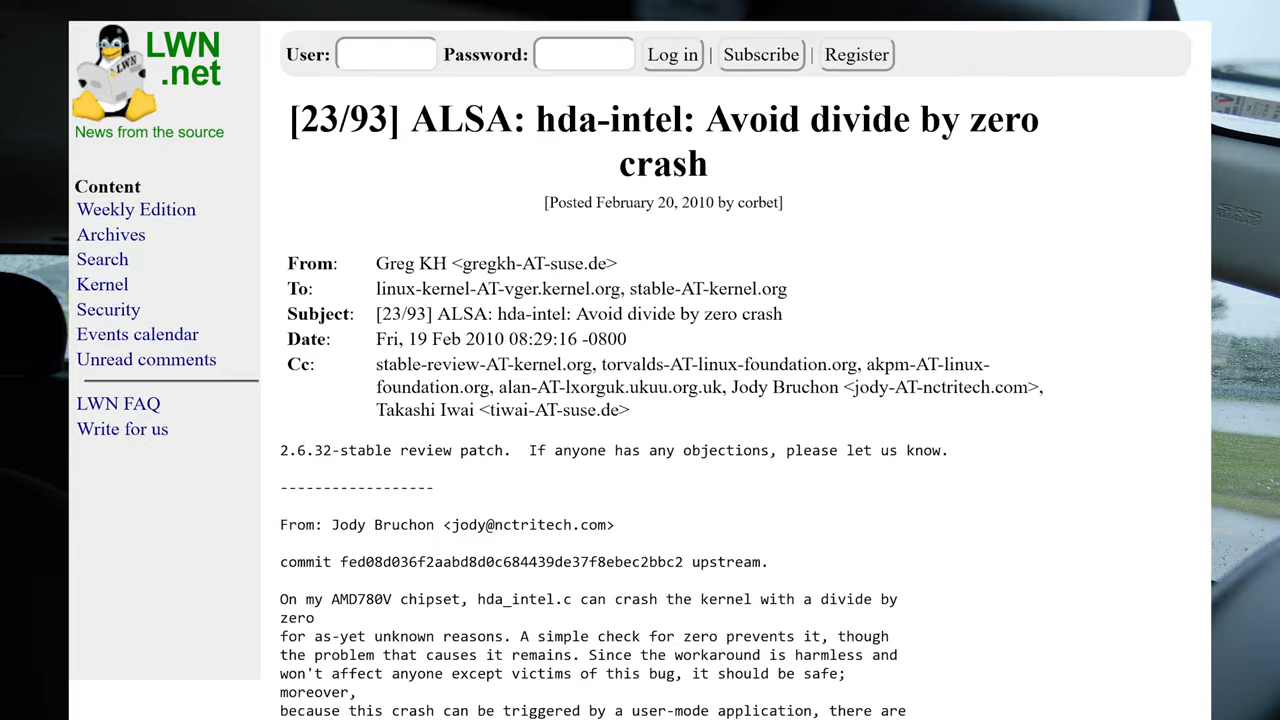 LWN
.net
LWN
News from the source
User: Password: Log in | Subscribe | Register
[23/93] ALSA: hda-intel: Avoid divide by zero
crash
[Posted February 20, 2010 by corbet]
Content
Weekly Edition
Archives
Search
Kernel
Security
Events calendar
Unread comments
LWN FAQ
Write for us
From: Greg KH <gregkh-AT-suse.de>
To: linux-kernel-AT-vger.kernel.org, stable-AT-kernel.org
Subject: [23/93] ALSA: hda-intel: Avoid divide by zero crash
Date: Fri, 19 Feb 2010 08:29:16 -0800
Cc: stable-review-AT-kernel.org, torvalds-AT-linux-foundation.org, akpm-AT-linux-
foundation.org, alan-AT-lxorguk.ukuu.org.uk, Jody Bruchon <jody-AT-nctritech.com>,
Takashi Iwai <tiwai-AT-suse.de>
2.6.32-stable review patch.  If anyone has any objections, please let us know.
------------------
From: Jody Bruchon <jody@nctritech.com>
commit fed08d036f2aabd8d0c684439de37f8ebec2bbc2 upstream.
On my AMD780V chipset, hda_intel.c can crash the kernel with a divide by
zero
for as-yet unknown reasons. A simple check for zero prevents it, though
the problem that causes it remains. Since the workaround is harmless and
won't affect anyone except victims of this bug, it should be safe;
moreover,
because this crash can be triggered by a user-mode application, there are
SRS